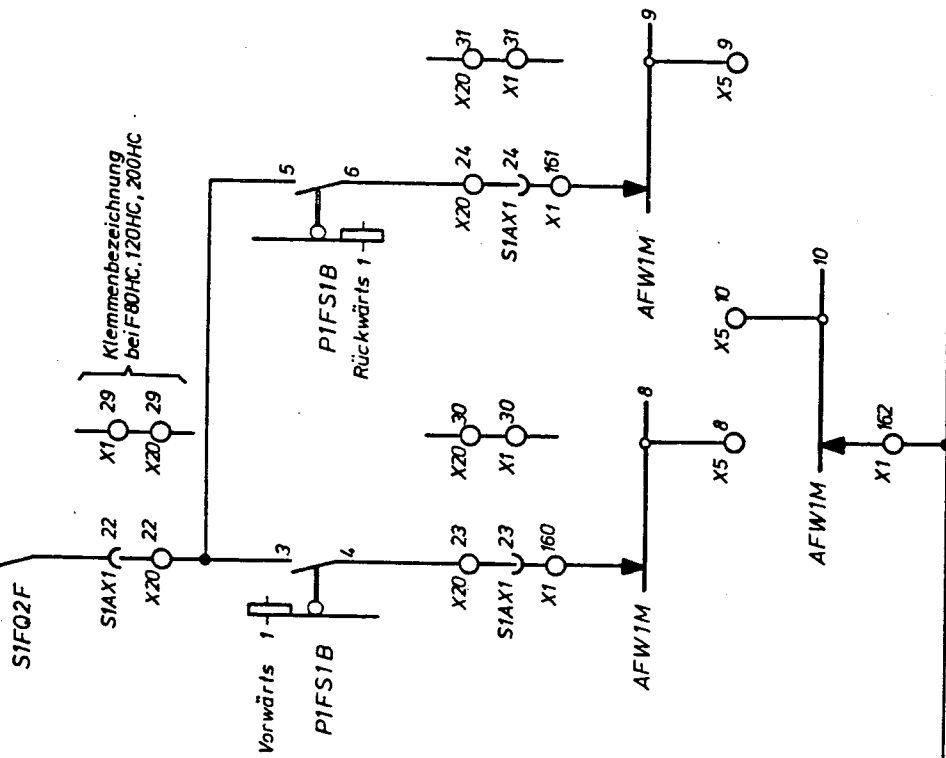 S1FQ2F
S1AX1 22
X20 22
X1 29
X20 29
Klemmenbezeichnung
bei F80HC, 120HC, 200HC
Vorwärts 1
P1FS1B
3
4
5
6
P1FS1B
Rückwärts 1
X20 23
S1AX1 23
X1 160
X20 30
X1 30
X20 24
S1AX1 24
X1 161
X20 31
X1 31
AFW1M
8
X5 8
AFW1M
9
X5 9
X5 10
AFW1M
10
X1 162